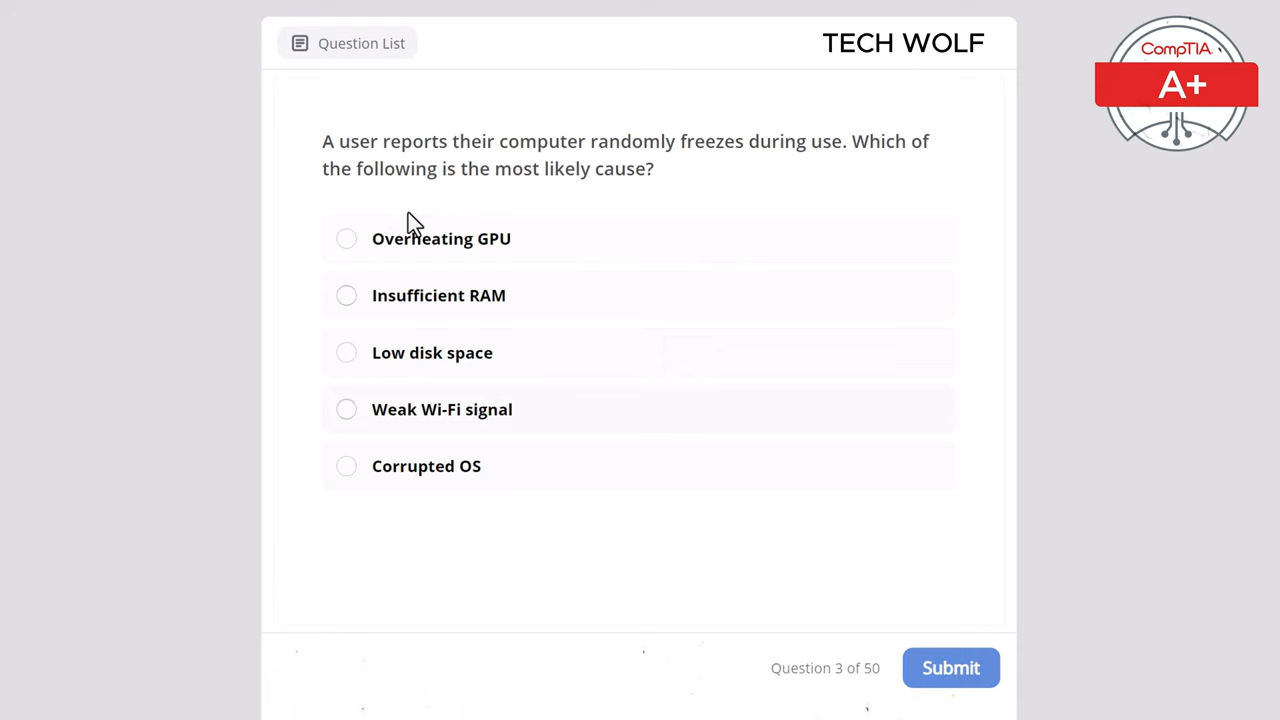 Question List
TECH WOLF
CompTIA.
A+
A user reports their computer randomly freezes during use. Which of
the following is the most likely cause?
Overheating GPU
Insufficient RAM
Low disk space
Weak Wi-Fi signal
Corrupted OS
Question 3 of 50
Submit